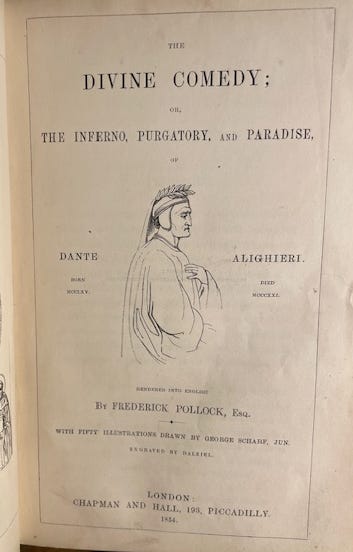 THE
DIVINE COMEDY;
OR,
THE INFERNO, PURGATORY, AND PARADISE,
OF
DANTE ALIGHIERI.
BORN DIED
MCCLXV. MCCCXXI.
RENDERED INTO ENGLISH
BY FREDERICK POLLOCK, ESQ.
WITH FIFTY ILLUSTRATIONS DRAWN BY GEORGE SCHARF, JUN.
ENGRAVED BY DALZIEL.
LONDON:
CHAPMAN AND HALL, 193, PICCADILLY.
1854.